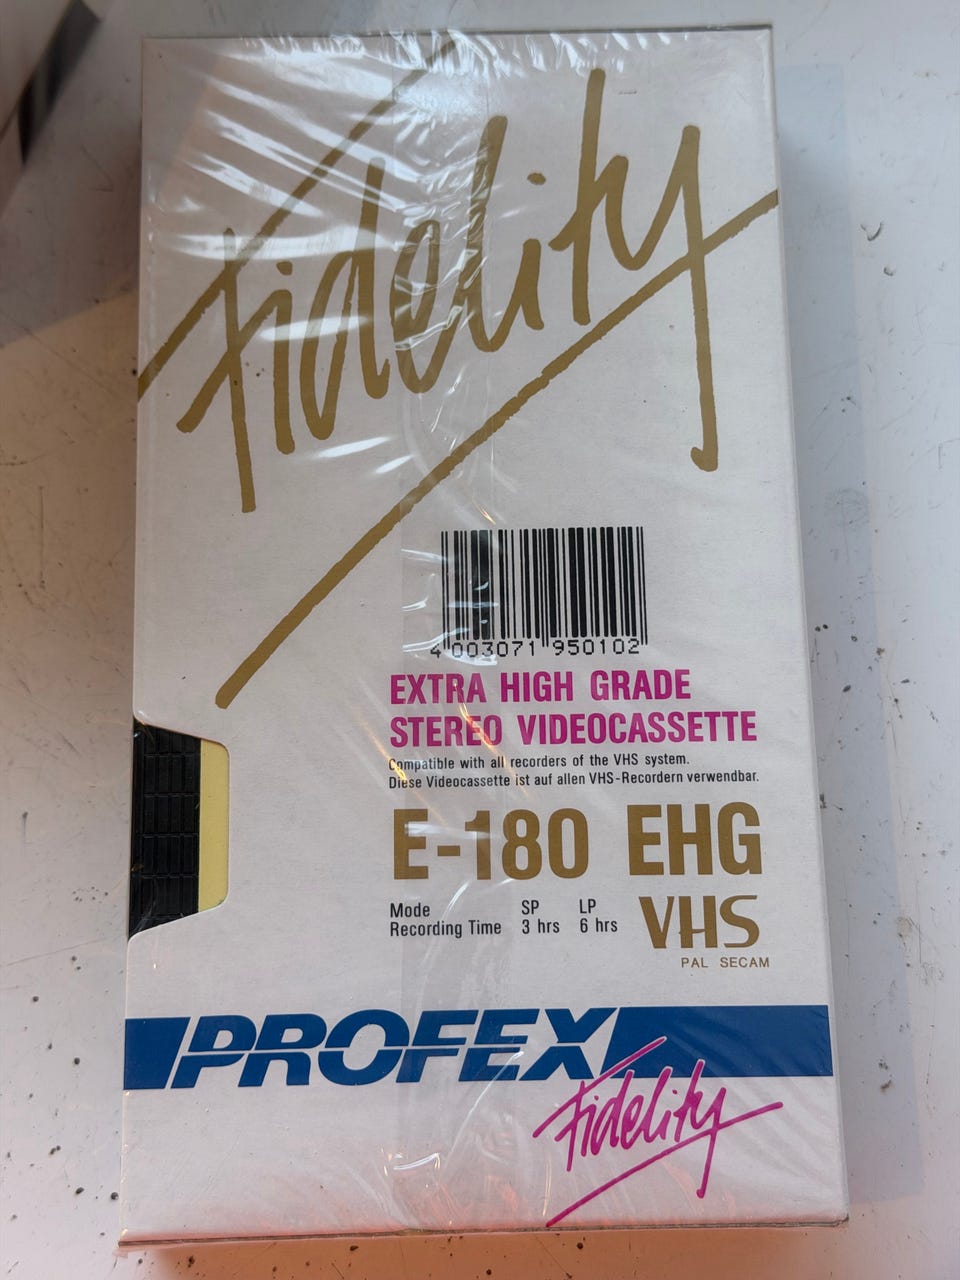 Fidelity
4 003071 950102
EXTRA HIGH GRADE
STEREO VIDEOCASSETTE
Compatible with all recorders of the VHS system.
Diese Videocassette ist auf allen VHS-Recordern verwendbar.
E-180 EHG
Mode SP LP
Recording Time 3 hrs 6 hrs
VHS
PAL SECAM
PROFEX
Fidelity